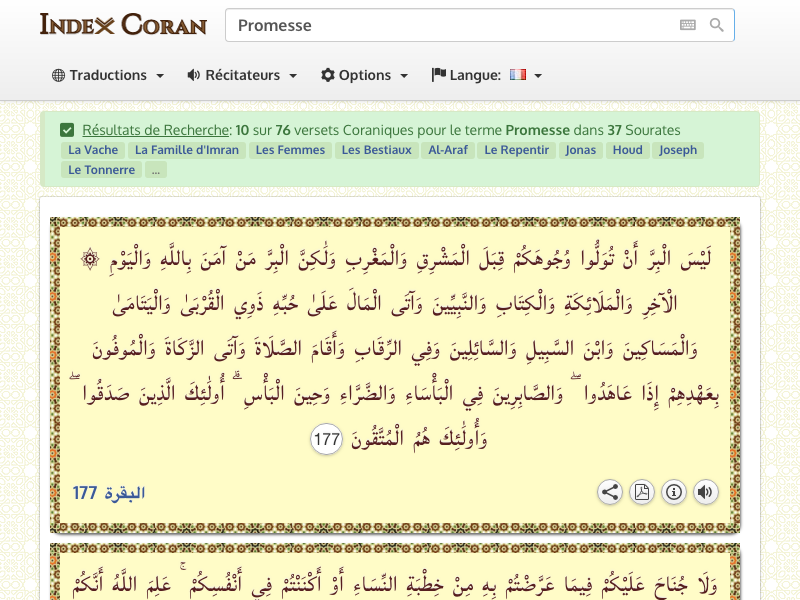 INDEX CORAN
Promesse
Traductions Récitateurs Options Langue:
Résultats de Recherche: 10 sur 76 versets Coraniques pour le terme Promesse dans 37 Sourates
La Vache La Famille d'Imran Les Femmes Les Bestiaux Al-Araf Le Repentir Jonas Houd Joseph
Le Tonnerre ...
۞ لَيْسَ الْبِرَّ أَنْ تُوَلُّوا وُجُوهَكُمْ قِبَلَ الْمَشْرِقِ وَالْمَغْرِبِ وَلَٰكِنَّ الْبِرَّ مَنْ آمَنَ بِاللَّهِ وَالْيَوْمِ
الْآخِرِ وَالْمَلَائِكَةِ وَالْكِتَابِ وَالنَّبِيِّينَ وَآتَى الْمَالَ عَلَىٰ حُبِّهِ ذَوِي الْقُرْبَىٰ وَالْيَتَامَىٰ
وَالْمَسَاكِينَ وَابْنَ السَّبِيلِ وَالسَّائِلِينَ وَفِي الرِّقَابِ وَأَقَامَ الصَّلَاةَ وَآتَى الزَّكَاةَ وَالْمُوفُونَ
بِعَهْدِهِمْ إِذَا عَاهَدُوا ۖ وَالصَّابِرِينَ فِي الْبَأْسَاءِ وَالضَّرَّاءِ وَحِينَ الْبَأْسِ ۗ أُولَٰئِكَ الَّذِينَ صَدَقُوا ۖ
وَأُولَٰئِكَ هُمُ الْمُتَّقُونَ 177
البقرة 177
وَلَا جُنَاحَ عَلَيْكُمْ فِيمَا عَرَّضْتُمْ بِهِ مِنْ خِطْبَةِ النِّسَاءِ أَوْ أَكْنَنْتُمْ فِي أَنْفُسِكُمْ ۚ عَلِمَ اللَّهُ أَنَّكُمْ